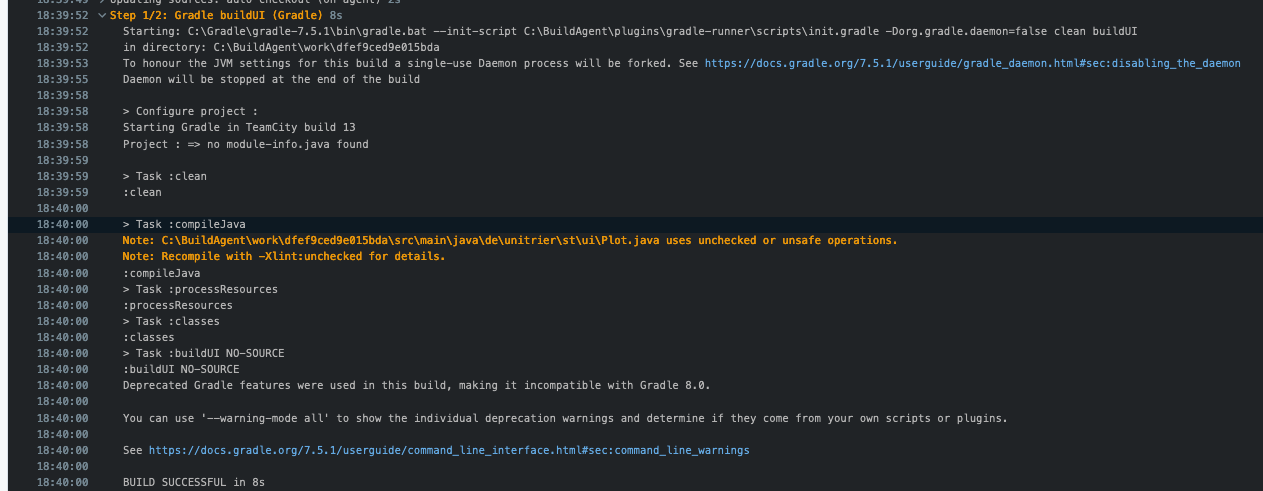 18:39:49 Updating sources: auto checkout (on agent) 2s
18:39:52 Step 1/2: Gradle buildUI (Gradle) 8s
18:39:52 Starting: C:\Gradle\gradle-7.5.1\bin\gradle.bat --init-script C:\BuildAgent\plugins\gradle-runner\scripts\init.gradle -Dorg.gradle.daemon=false clean buildUI
18:39:52 in directory: C:\BuildAgent\work\dfef9ced9e015bda
18:39:53 To honour the JVM settings for this build a single-use Daemon process will be forked. See https://docs.gradle.org/7.5.1/userguide/gradle_daemon.html#sec:disabling_the_daemon
18:39:55 Daemon will be stopped at the end of the build
18:39:58
18:39:58 > Configure project :
18:39:58 Starting Gradle in TeamCity build 13
18:39:58 Project : => no module-info.java found
18:39:59
18:39:59 > Task :clean
18:39:59 :clean
18:40:00
18:40:00 > Task :compileJava
18:40:00 Note: C:\BuildAgent\work\dfef9ced9e015bda\src\main\java\de\unitrier\st\ui\Plot.java uses unchecked or unsafe operations.
18:40:00 Note: Recompile with -Xlint:unchecked for details.
18:40:00 :compileJava
18:40:00 > Task :processResources
18:40:00 :processResources
18:40:00 > Task :classes
18:40:00 :classes
18:40:00 > Task :buildUI NO-SOURCE
18:40:00 :buildUI NO-SOURCE
18:40:00 Deprecated Gradle features were used in this build, making it incompatible with Gradle 8.0.
18:40:00
18:40:00 You can use '--warning-mode all' to show the individual deprecation warnings and determine if they come from your own scripts or plugins.
18:40:00
18:40:00 See https://docs.gradle.org/7.5.1/userguide/command_line_interface.html#sec:command_line_warnings
18:40:00
18:40:00 BUILD SUCCESSFUL in 8s